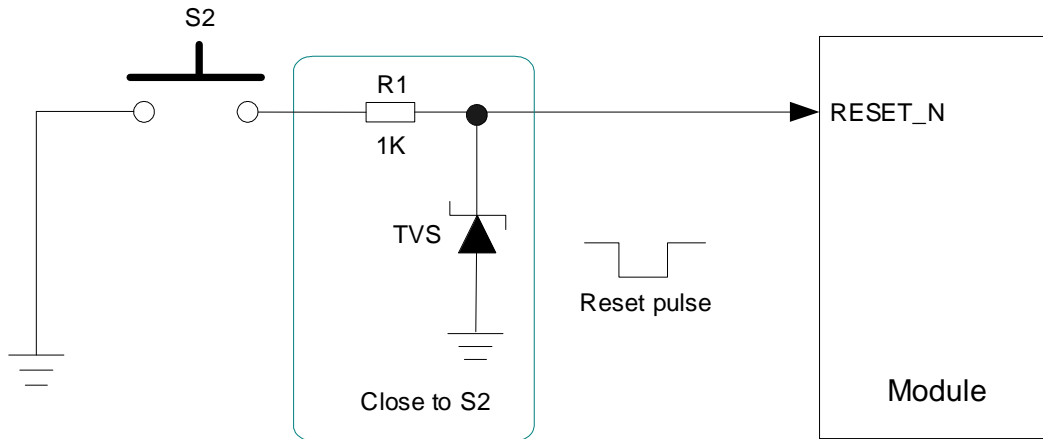 S2
R1
1K
RESET_N
TVS
Reset pulse
Close to S2
Module